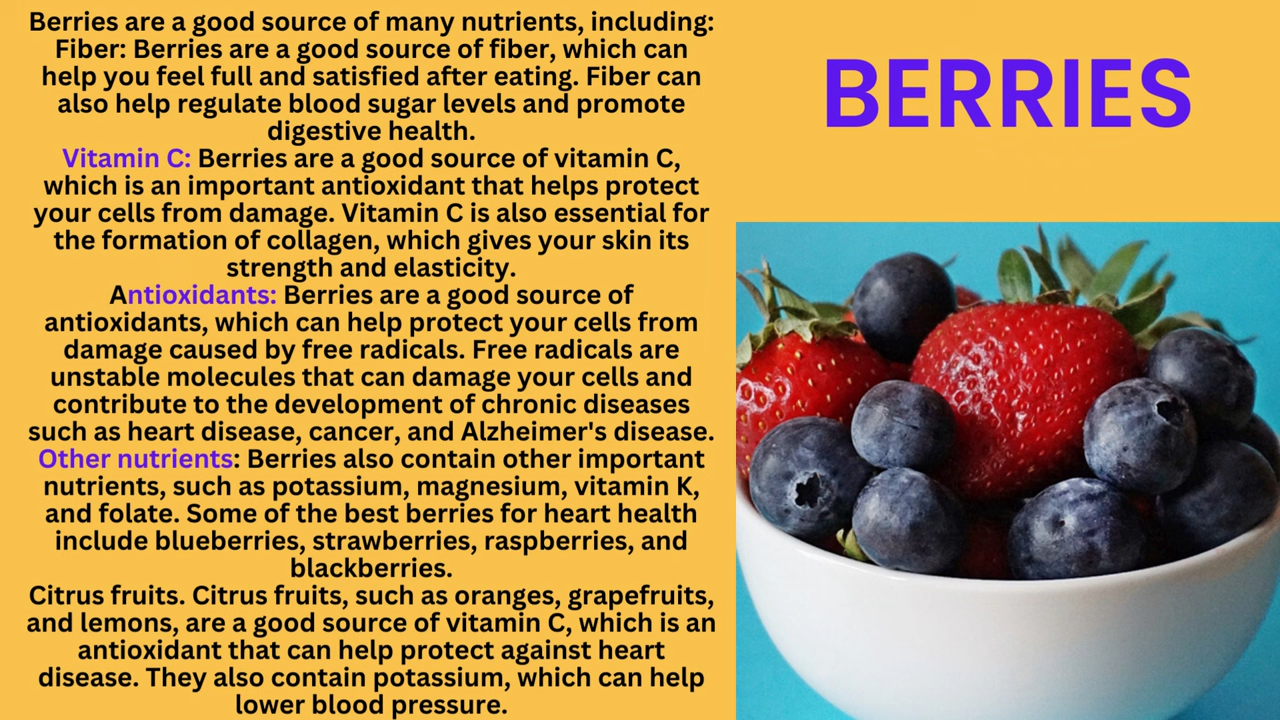 Berries are a good source of many nutrients, including:
Fiber: Berries are a good source of fiber, which can
help you feel full and satisfied after eating. Fiber can
also help regulate blood sugar levels and promote
digestive health.
Vitamin C: Berries are a good source of vitamin C,
which is an important antioxidant that helps protect
your cells from damage. Vitamin C is also essential for
the formation of collagen, which gives your skin its
strength and elasticity.
Antioxidants: Berries are a good source of
antioxidants, which can help protect your cells from
damage caused by free radicals. Free radicals are
unstable molecules that can damage your cells and
contribute to the development of chronic diseases
such as heart disease, cancer, and Alzheimer's disease.
Other nutrients: Berries also contain other important
nutrients, such as potassium, magnesium, vitamin K,
and folate. Some of the best berries for heart health
include blueberries, strawberries, raspberries, and
blackberries.
Citrus fruits. Citrus fruits, such as oranges, grapefruits,
and lemons, are a good source of vitamin C, which is an
antioxidant that can help protect against heart
disease. They also contain potassium, which can help
lower blood pressure.
BERRIES